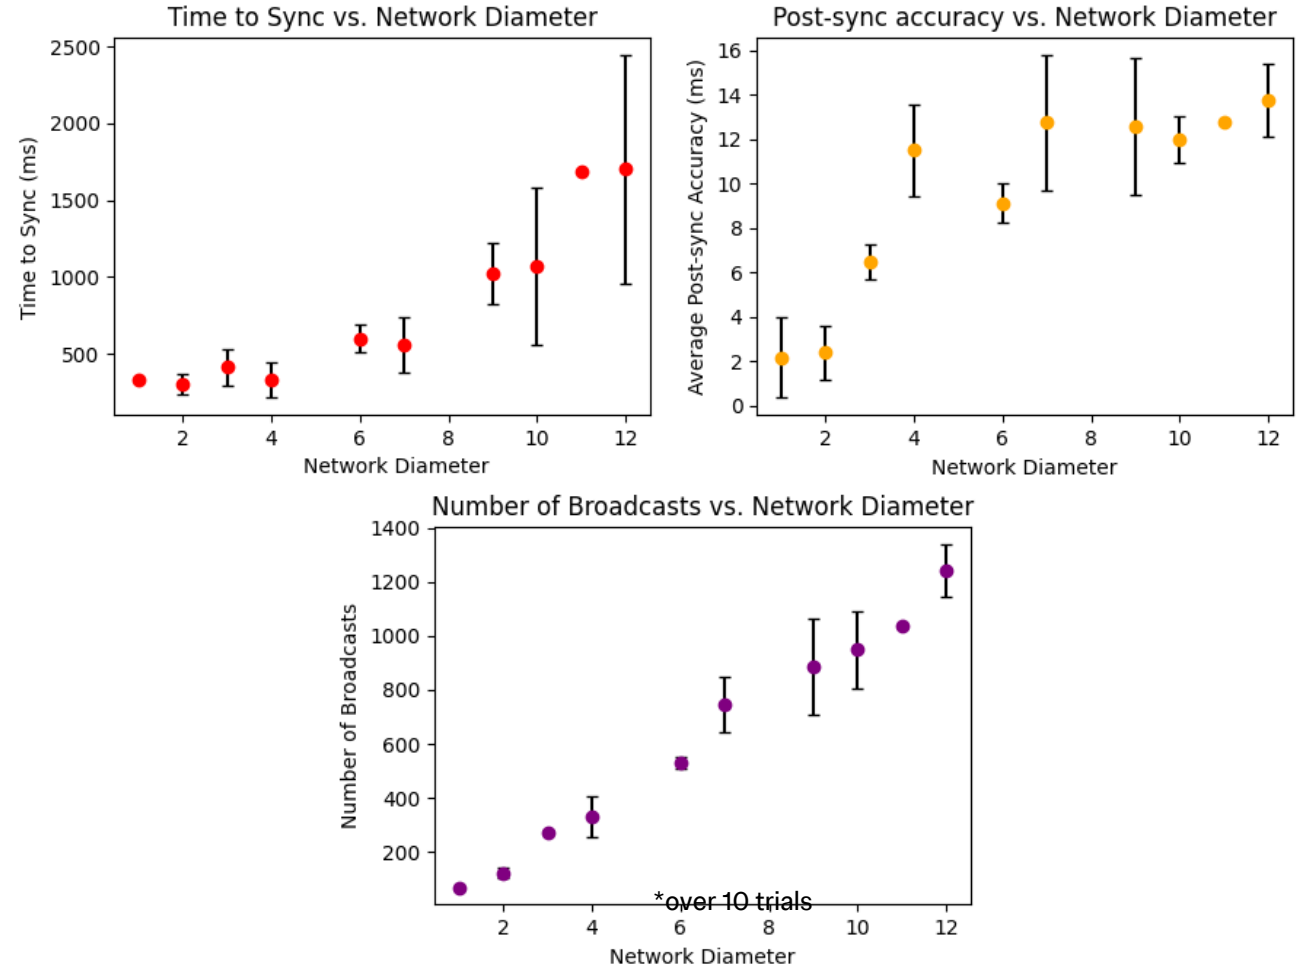 Time to Sync vs. Network Diameter
2500
2000
1500
1000
500
Time to Sync (ms)
2 4 6 8 10 12
Network Diameter
Post-sync accuracy vs. Network Diameter
16
14
12
10
8
6
4
2
0
Average Post-sync Accuracy (ms)
2 4 6 8 10 12
Network Diameter
Number of Broadcasts vs. Network Diameter
1400
1200
1000
800
600
400
200
Number of Broadcasts
*over 10 trials
2 4 6 8 10 12
Network Diameter